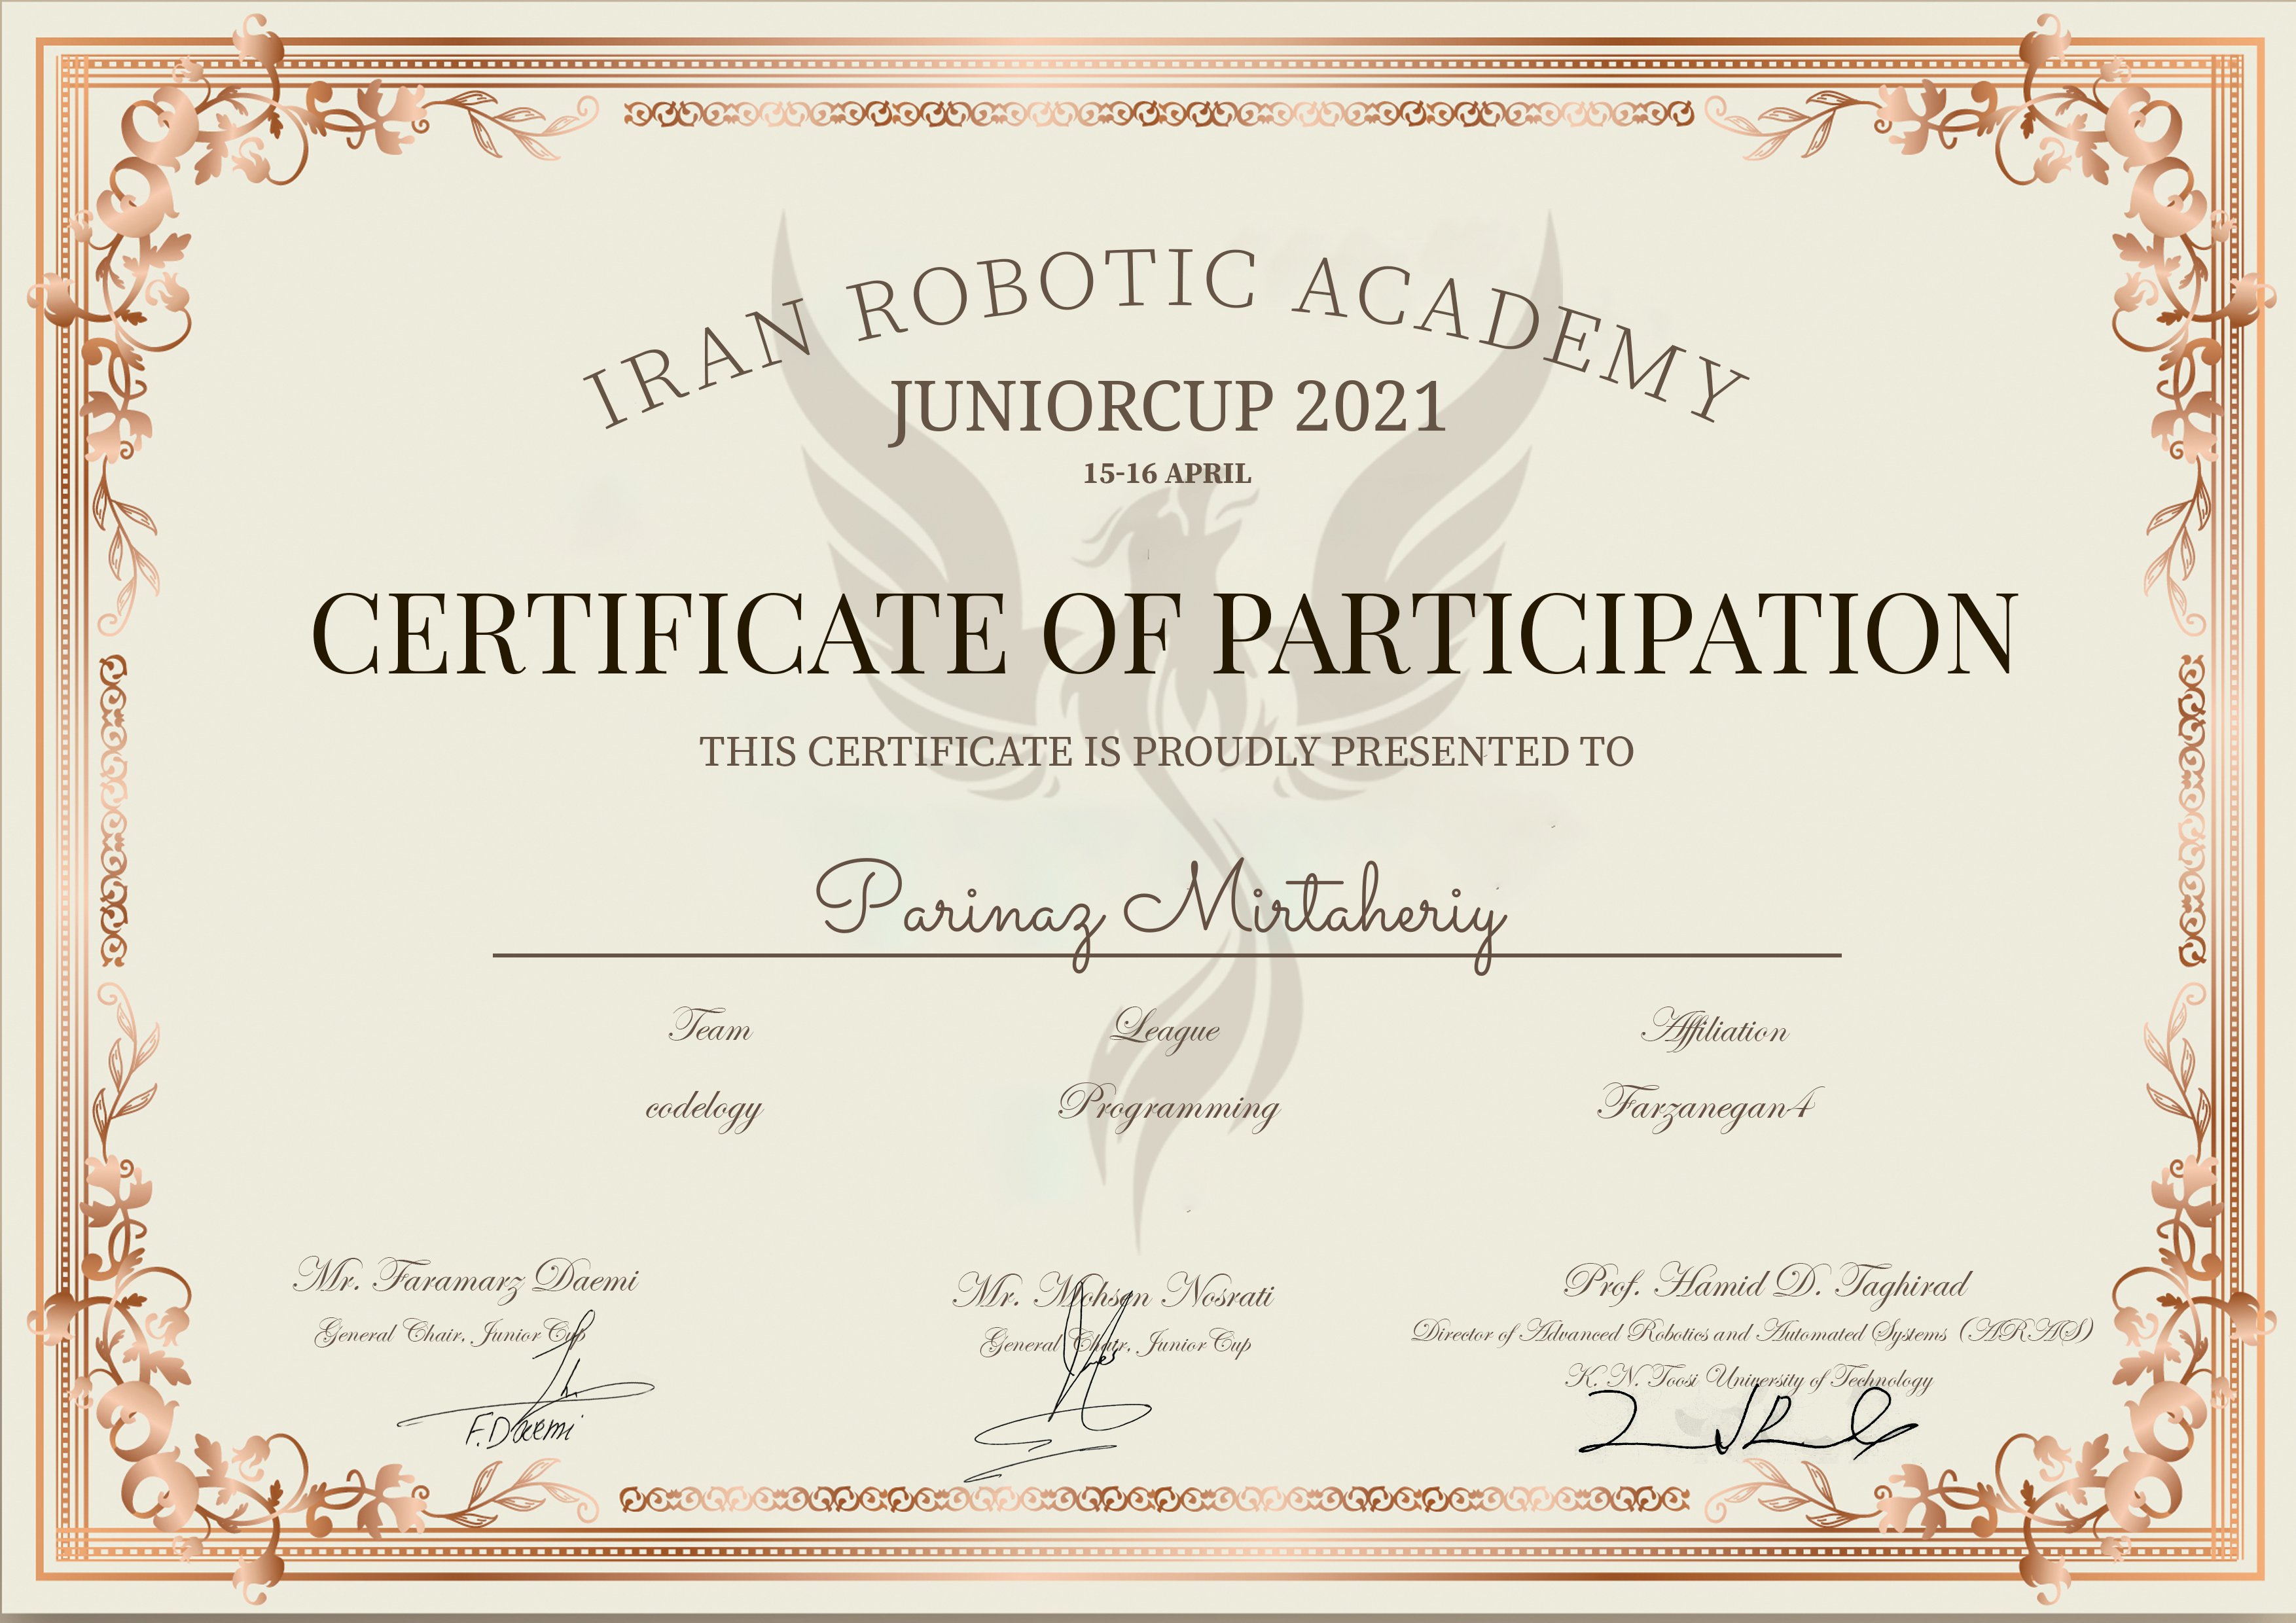 IRAN ROBOTIC ACADEMY
JUNIORCUP 2021
15-16 APRIL
CERTIFICATE OF PARTICIPATION
THIS CERTIFICATE IS PROUDLY PRESENTED TO
Parinaz Mirtaheriy
Team League Affiliation
codelogy Programming Farzanegan4
Mr. Faramarz Daemi
General Chair, Junior Cup
F.Daemi
Mr. Mohsen Nosrati
General Chair, Junior Cup
Prof. Hamid D. Taghirad
Director of Advanced Robotics and Automated Systems (ARAS)
K. N. Toosi University of Technology